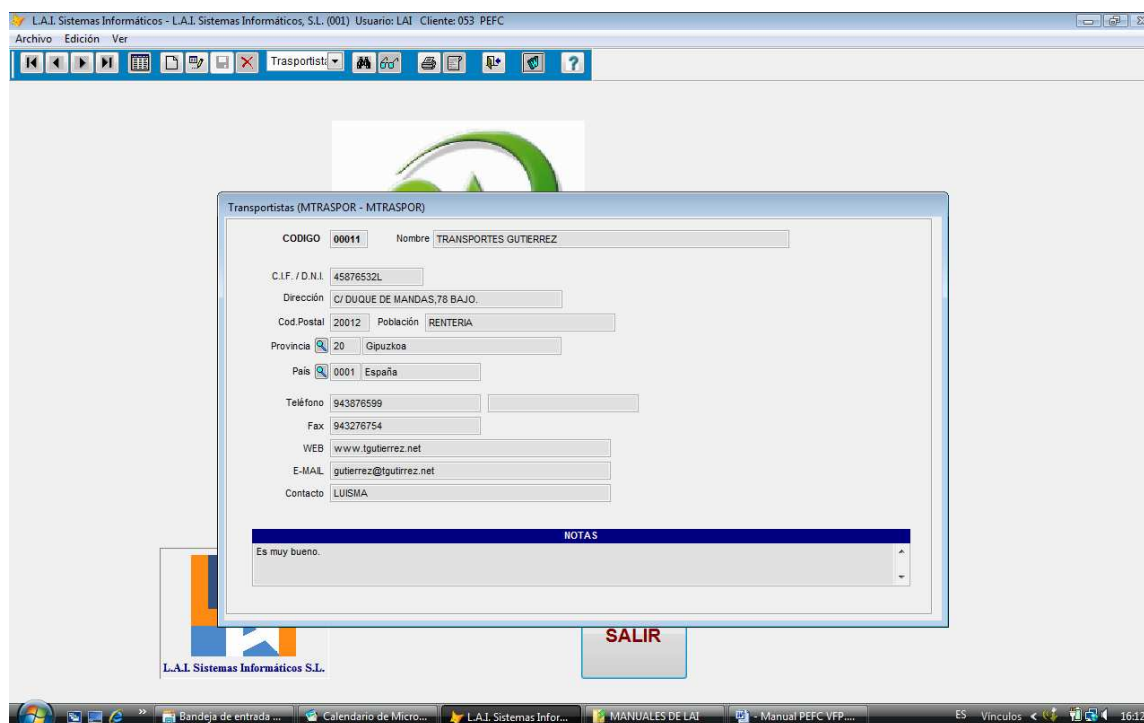 L.A.I. Sistemas Informáticos - L.A.I. Sistemas Informáticos, S.L. (001) Usuario: LAI Cliente: 053 PEFC
Archivo Edición Ver
Trasportist
Transportistas (MTRASPOR - MTRASPOR)
CODIGO 00011 Nombre TRANSPORTES GUTIERREZ
C.I.F. / D.N.I. 45876532L
Dirección C/ DUQUE DE MANDAS,78 BAJO.
Cod.Postal 20012 Población RENTERIA
Provincia 20 Gipuzkoa
País 0001 España
Teléfono 943876599
Fax 943276754
WEB www.tgutierrez.net
E-MAIL gutierrez@tgutirrez.net
Contacto LUISMA
NOTAS
Es muy bueno.
SALIR
L.A.I. Sistemas Informáticos S.L.
Bandeja de entrada ... Calendario de Micro... L.A.I. Sistemas Infor... MANUALES DE LAI - Manual PEFC VFP.... ES Vínculos